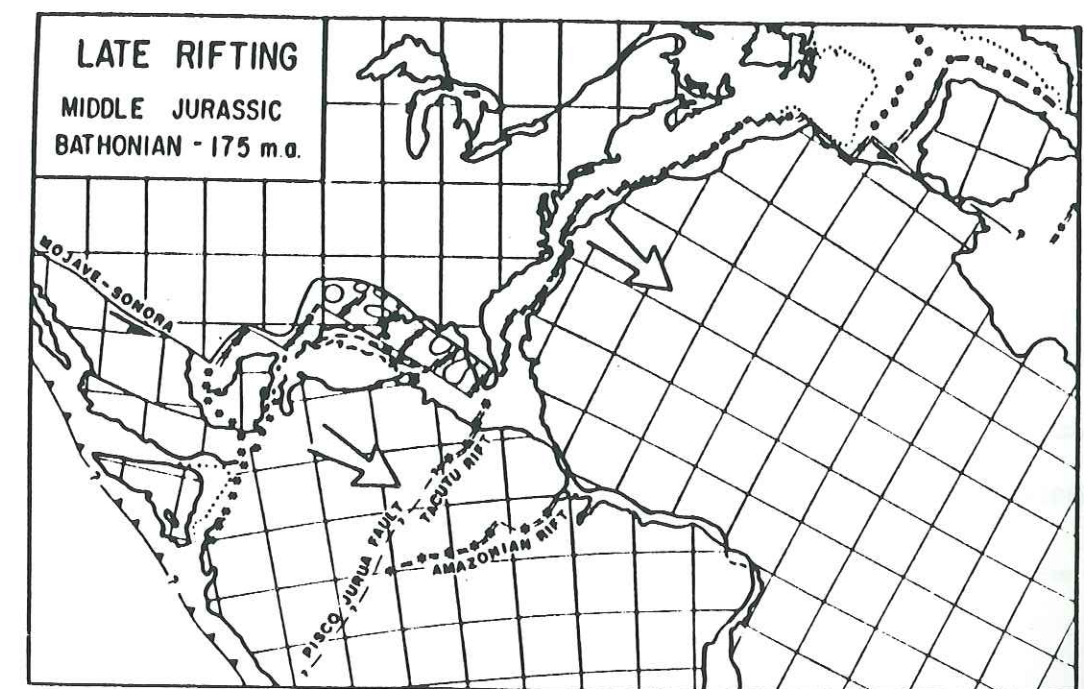 LATE RIFTING
MIDDLE JURASSIC
BATHONIAN - 175 m.a.
MOJAVE-SONORA
PISCO JURUA FAULT
TACUTU RIFT
AMAZONIAN RIFT
?
?
?